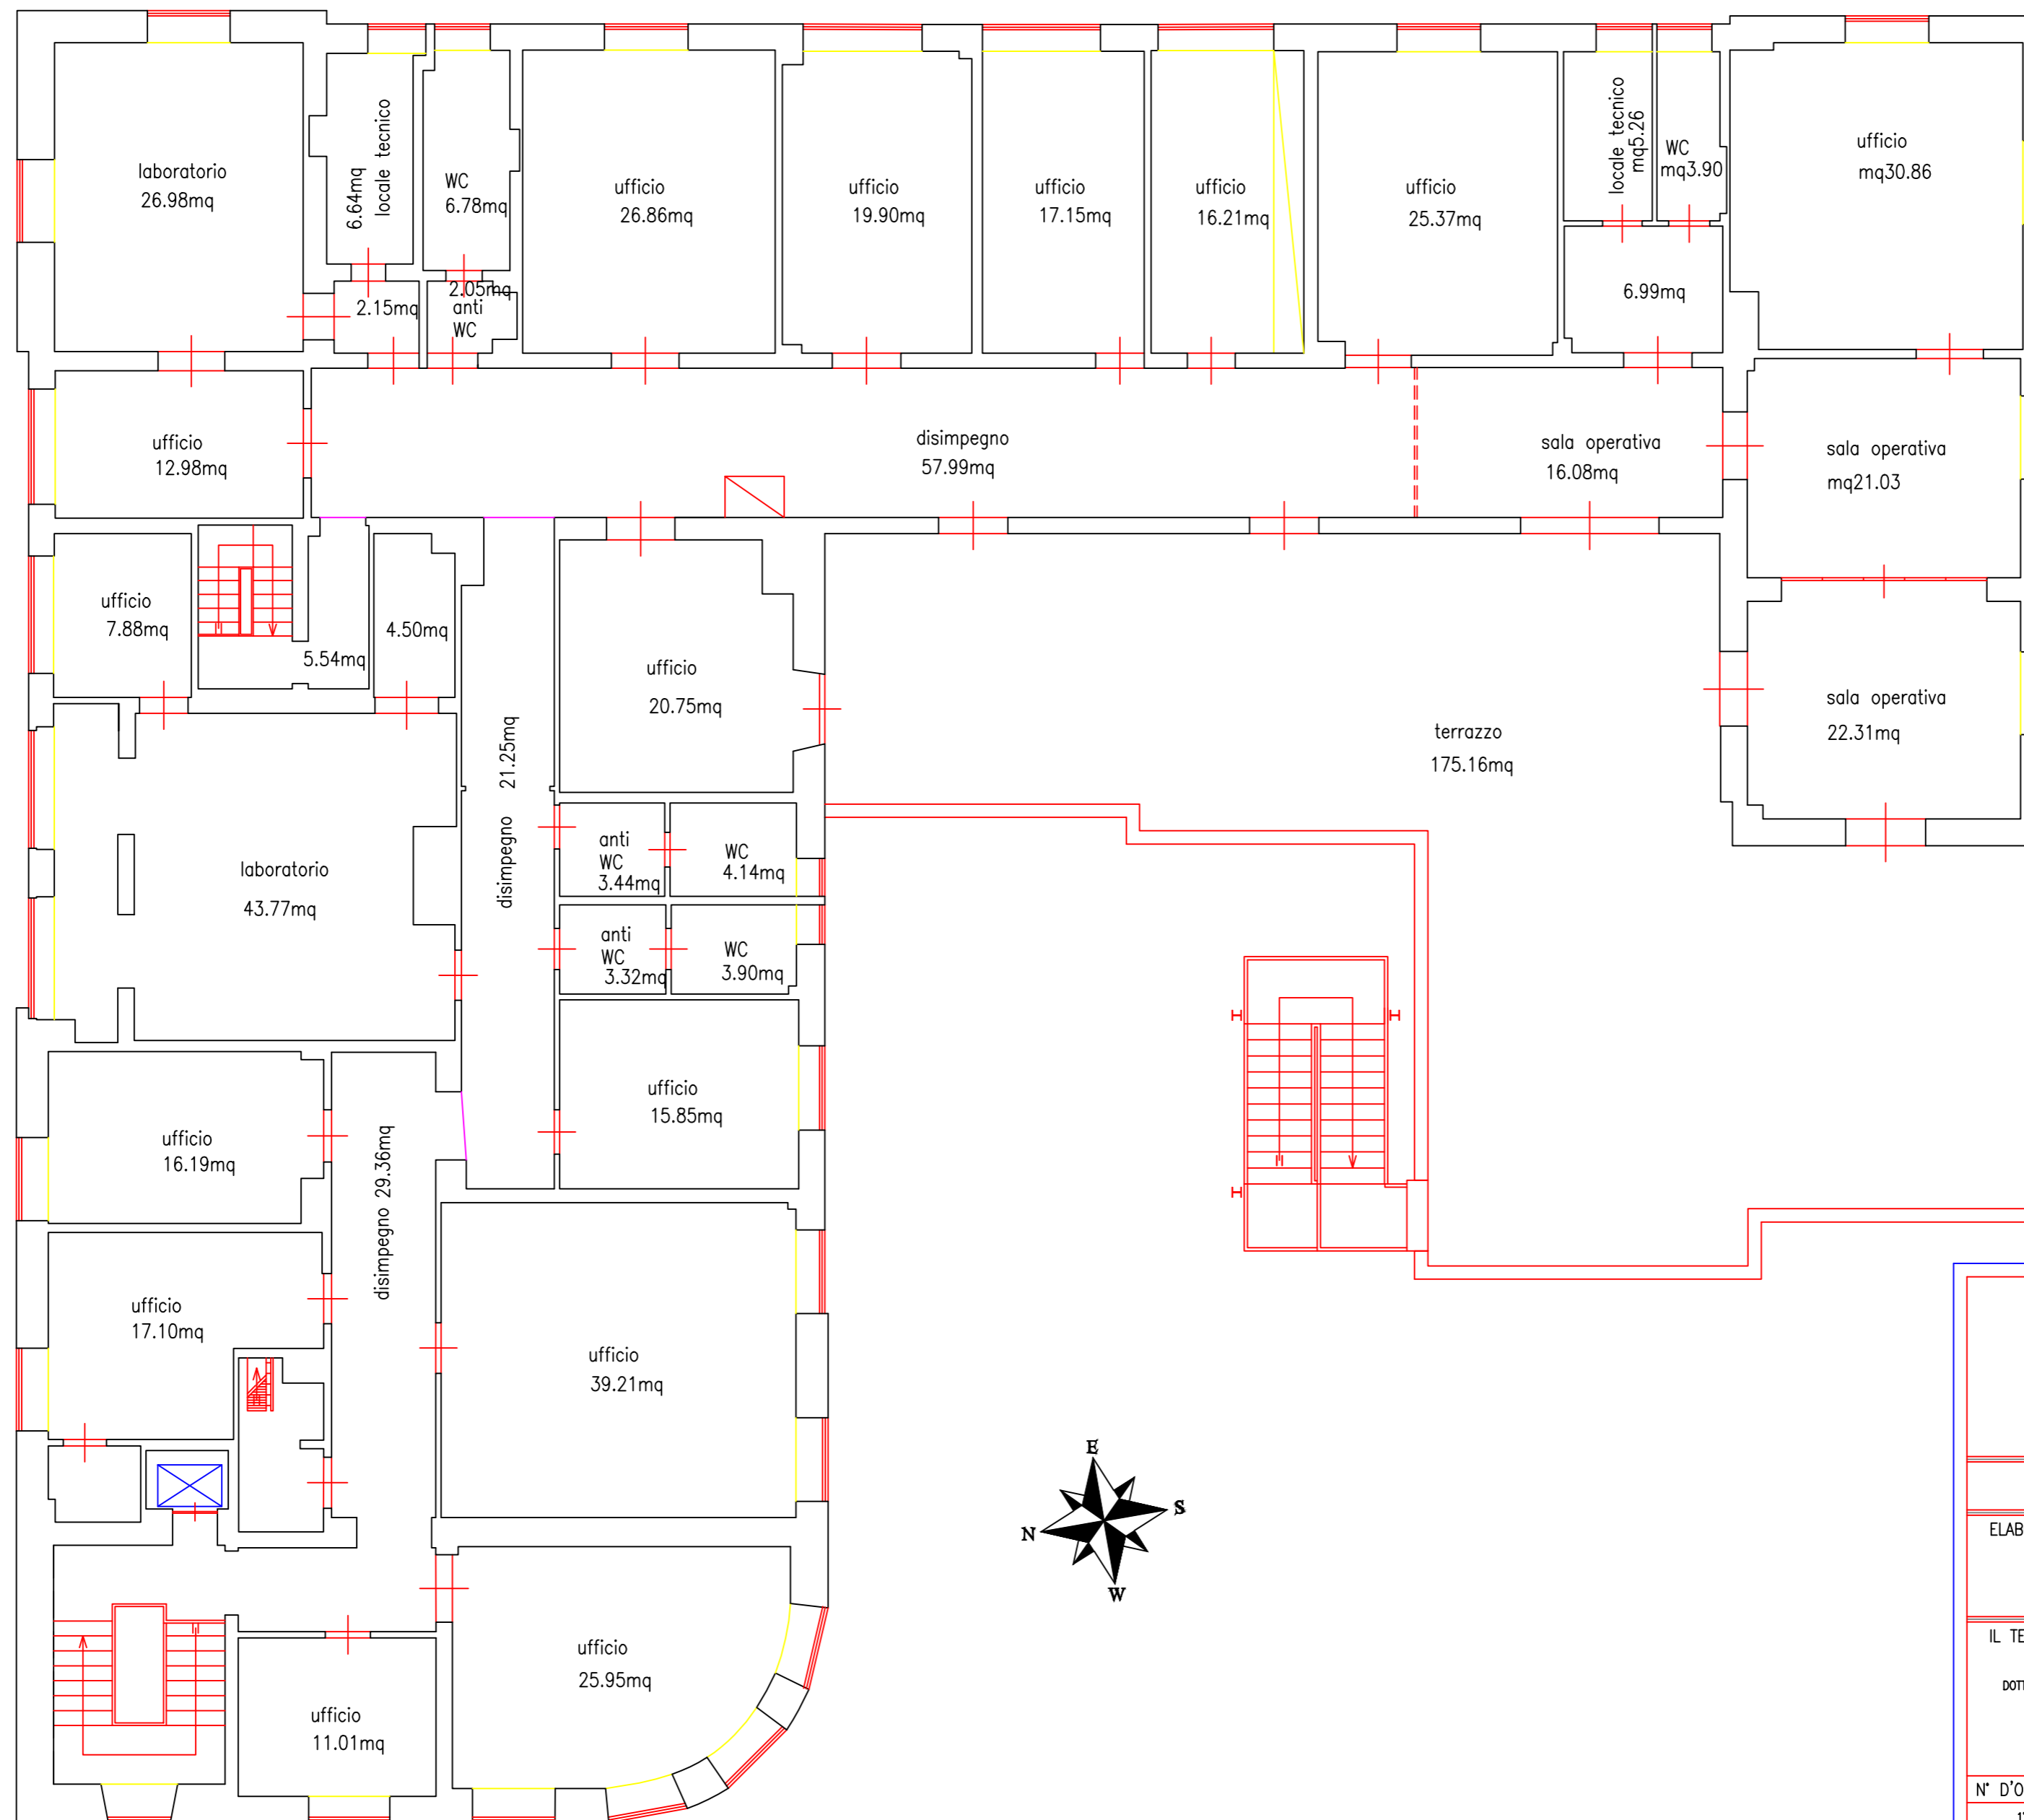 laboratorio
26.98mq
6.64mq
locale tecnico
WC
6.78mq
ufficio
26.86mq
ufficio
19.90mq
ufficio
17.15mq
ufficio
16.21mq
ufficio
25.37mq
locale tecnico
mq5.26
WC
mq3.90
ufficio
mq30.86
2.15mq
2.05mq
anti
WC
6.99mq
ufficio
12.98mq
disimpegno
57.99mq
sala operativa
16.08mq
sala operativa
mq21.03
ufficio
7.88mq
5.54mq
4.50mq
ufficio
20.75mq
disimpegno 21.25mq
terrazzo
175.16mq
sala operativa
22.31mq
laboratorio
43.77mq
anti
WC
3.44mq
WC
4.14mq
anti
WC
3.32mq
WC
3.90mq
ufficio
16.19mq
disimpegno 29.36mq
ufficio
15.85mq
ufficio
17.10mq
ufficio
39.21mq
E
S
N
W
ELAB
ufficio
25.95mq
IL TE
DOTT
ufficio
11.01mq
N° D'O